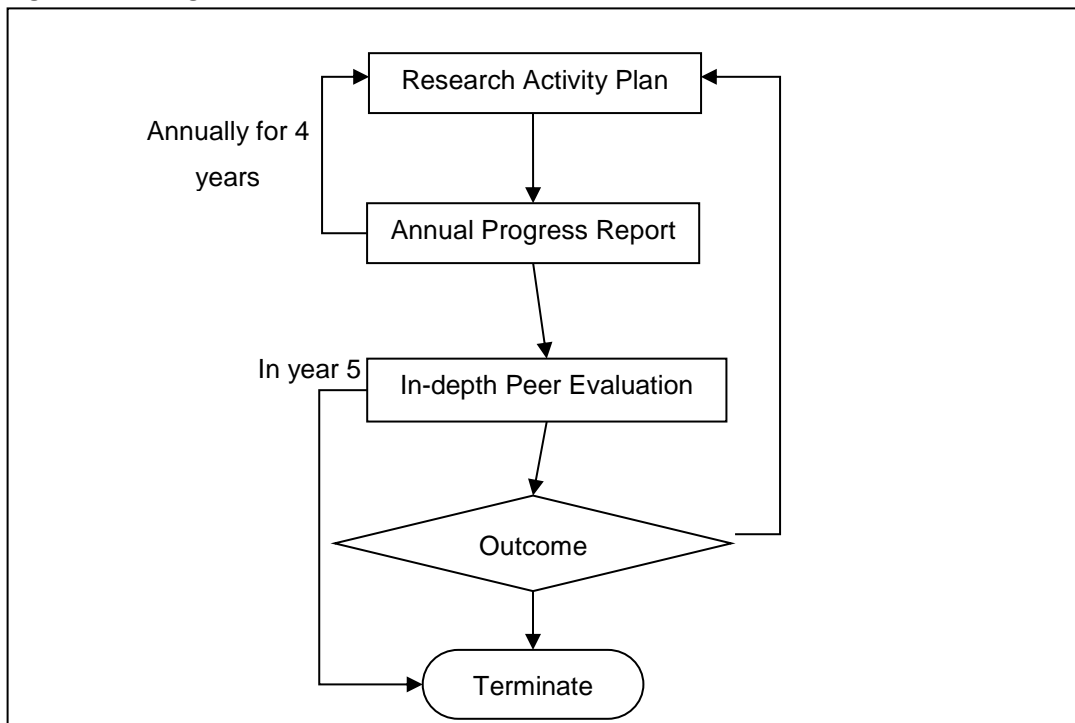 Research Activity Plan
Annually for 4
years
Annual Progress Report
In year 5
In-depth Peer Evaluation
Outcome
Terminate